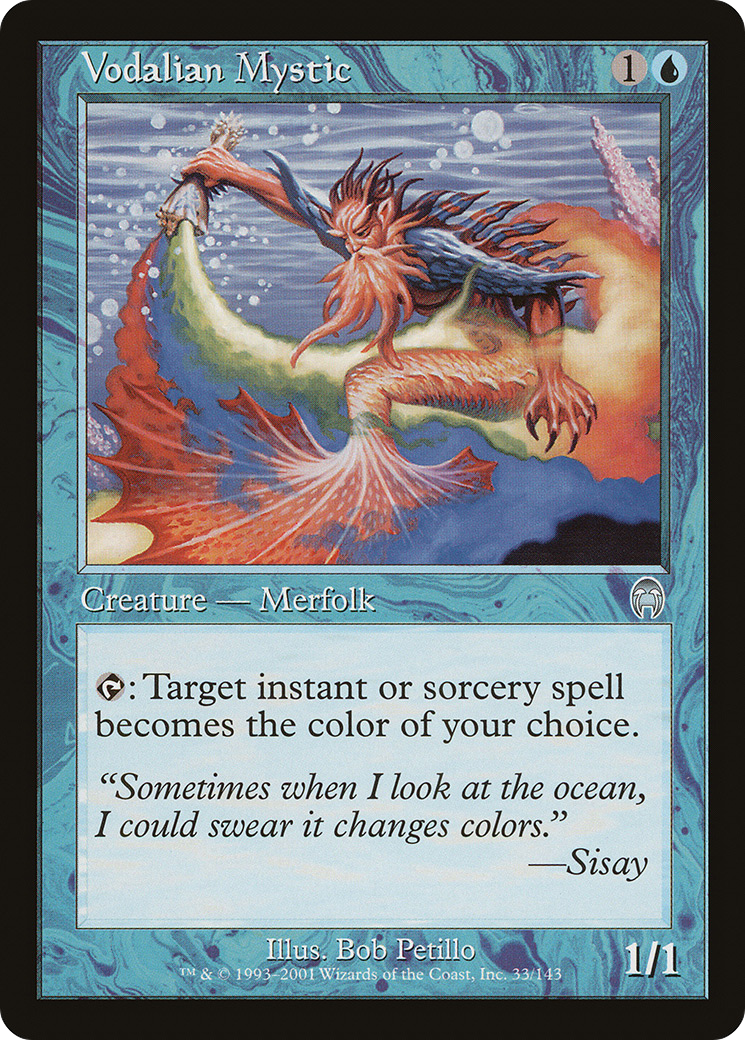 Vodalian Mystic 1
Creature — Merfolk
: Target instant or sorcery spell
becomes the color of your choice.
“Sometimes when I look at the ocean,
I could swear it changes colors.”
—Sisay
Illus. Bob Petillo
™ & © 1993–2001 Wizards of the Coast, Inc. 33/143
1/1